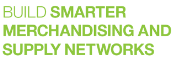 BUILD SMARTER
MERCHANDISING AND
SUPPLY NETWORKS